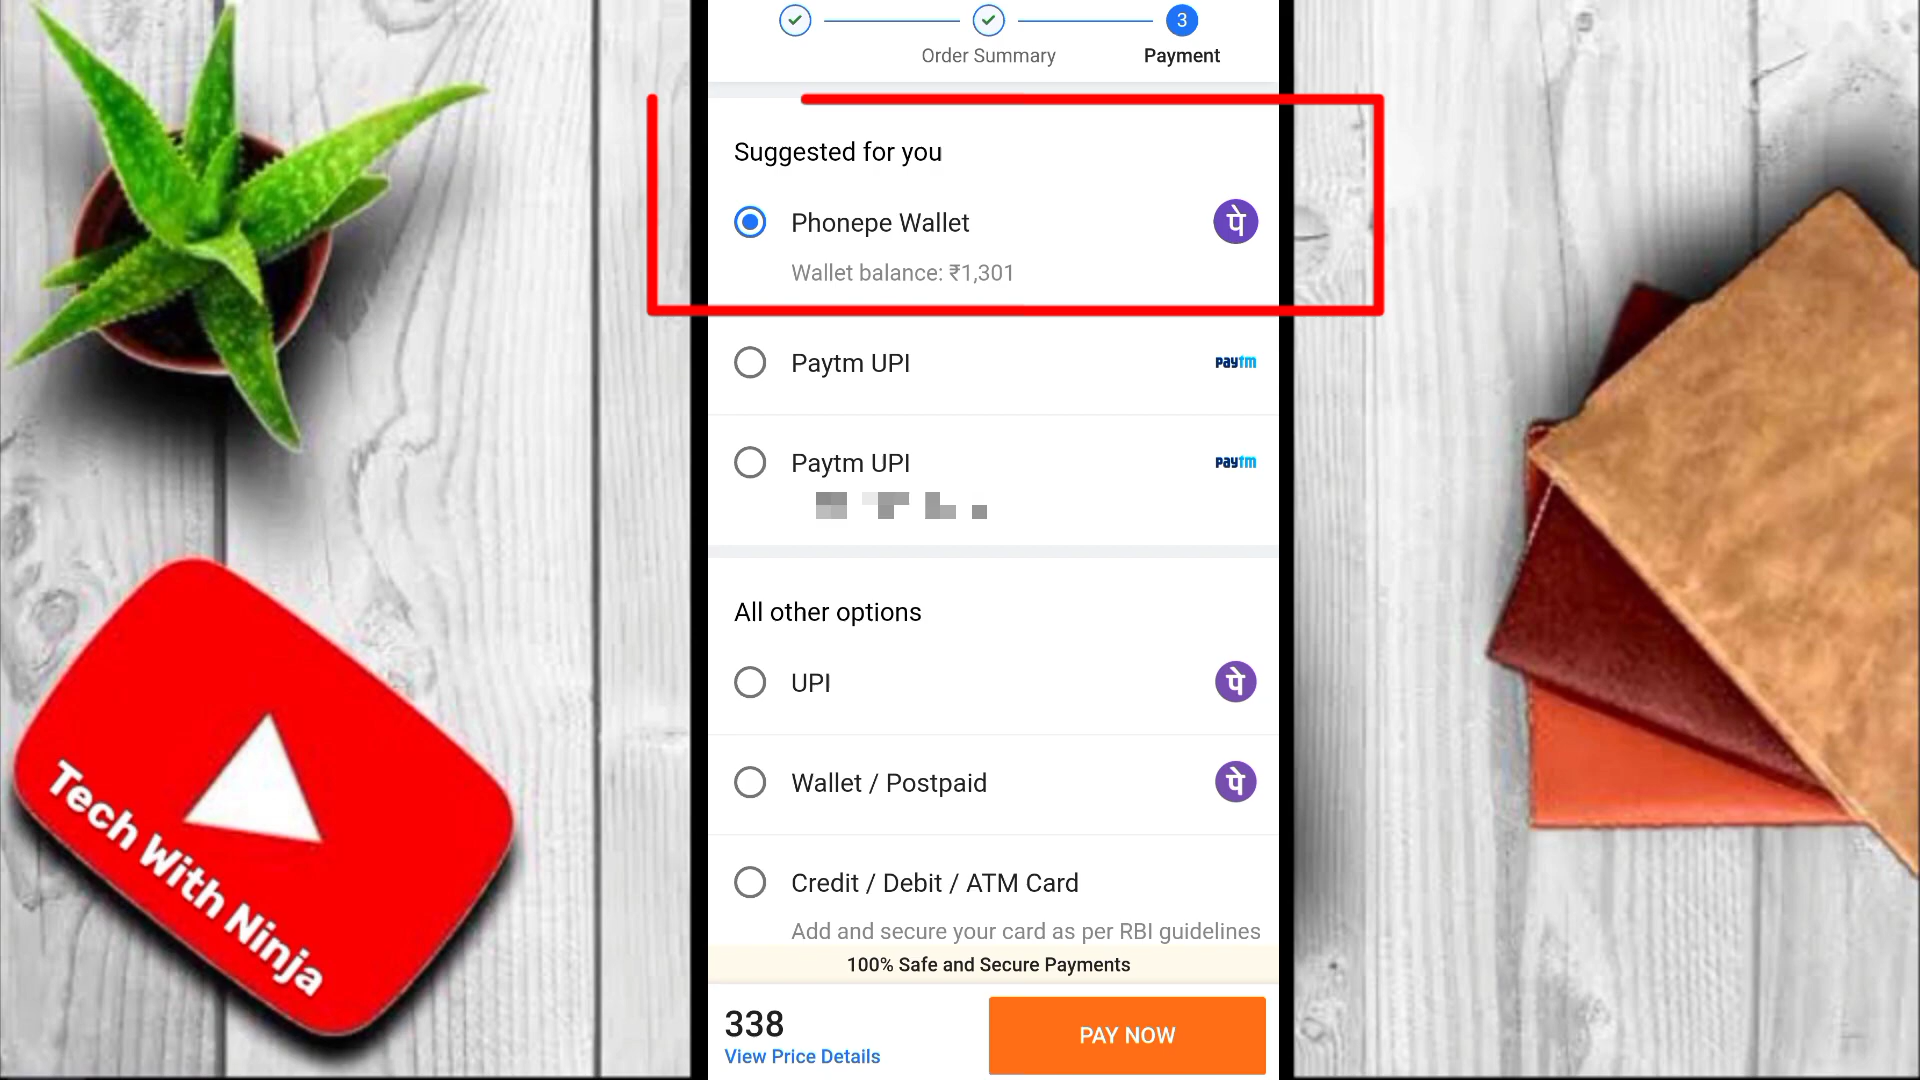 3
Order Summary
Payment
Suggested for you
Phonepe Wallet
पे
Wallet balance: ₹1,301
Paytm UPI
paytm
Paytm UPI
paytm
All other options
UPI
पे
Wallet / Postpaid
पे
Credit / Debit / ATM Card
Add and secure your card as per RBI guidelines
100% Safe and Secure Payments
338
View Price Details
PAY NOW
Tech With Ninja